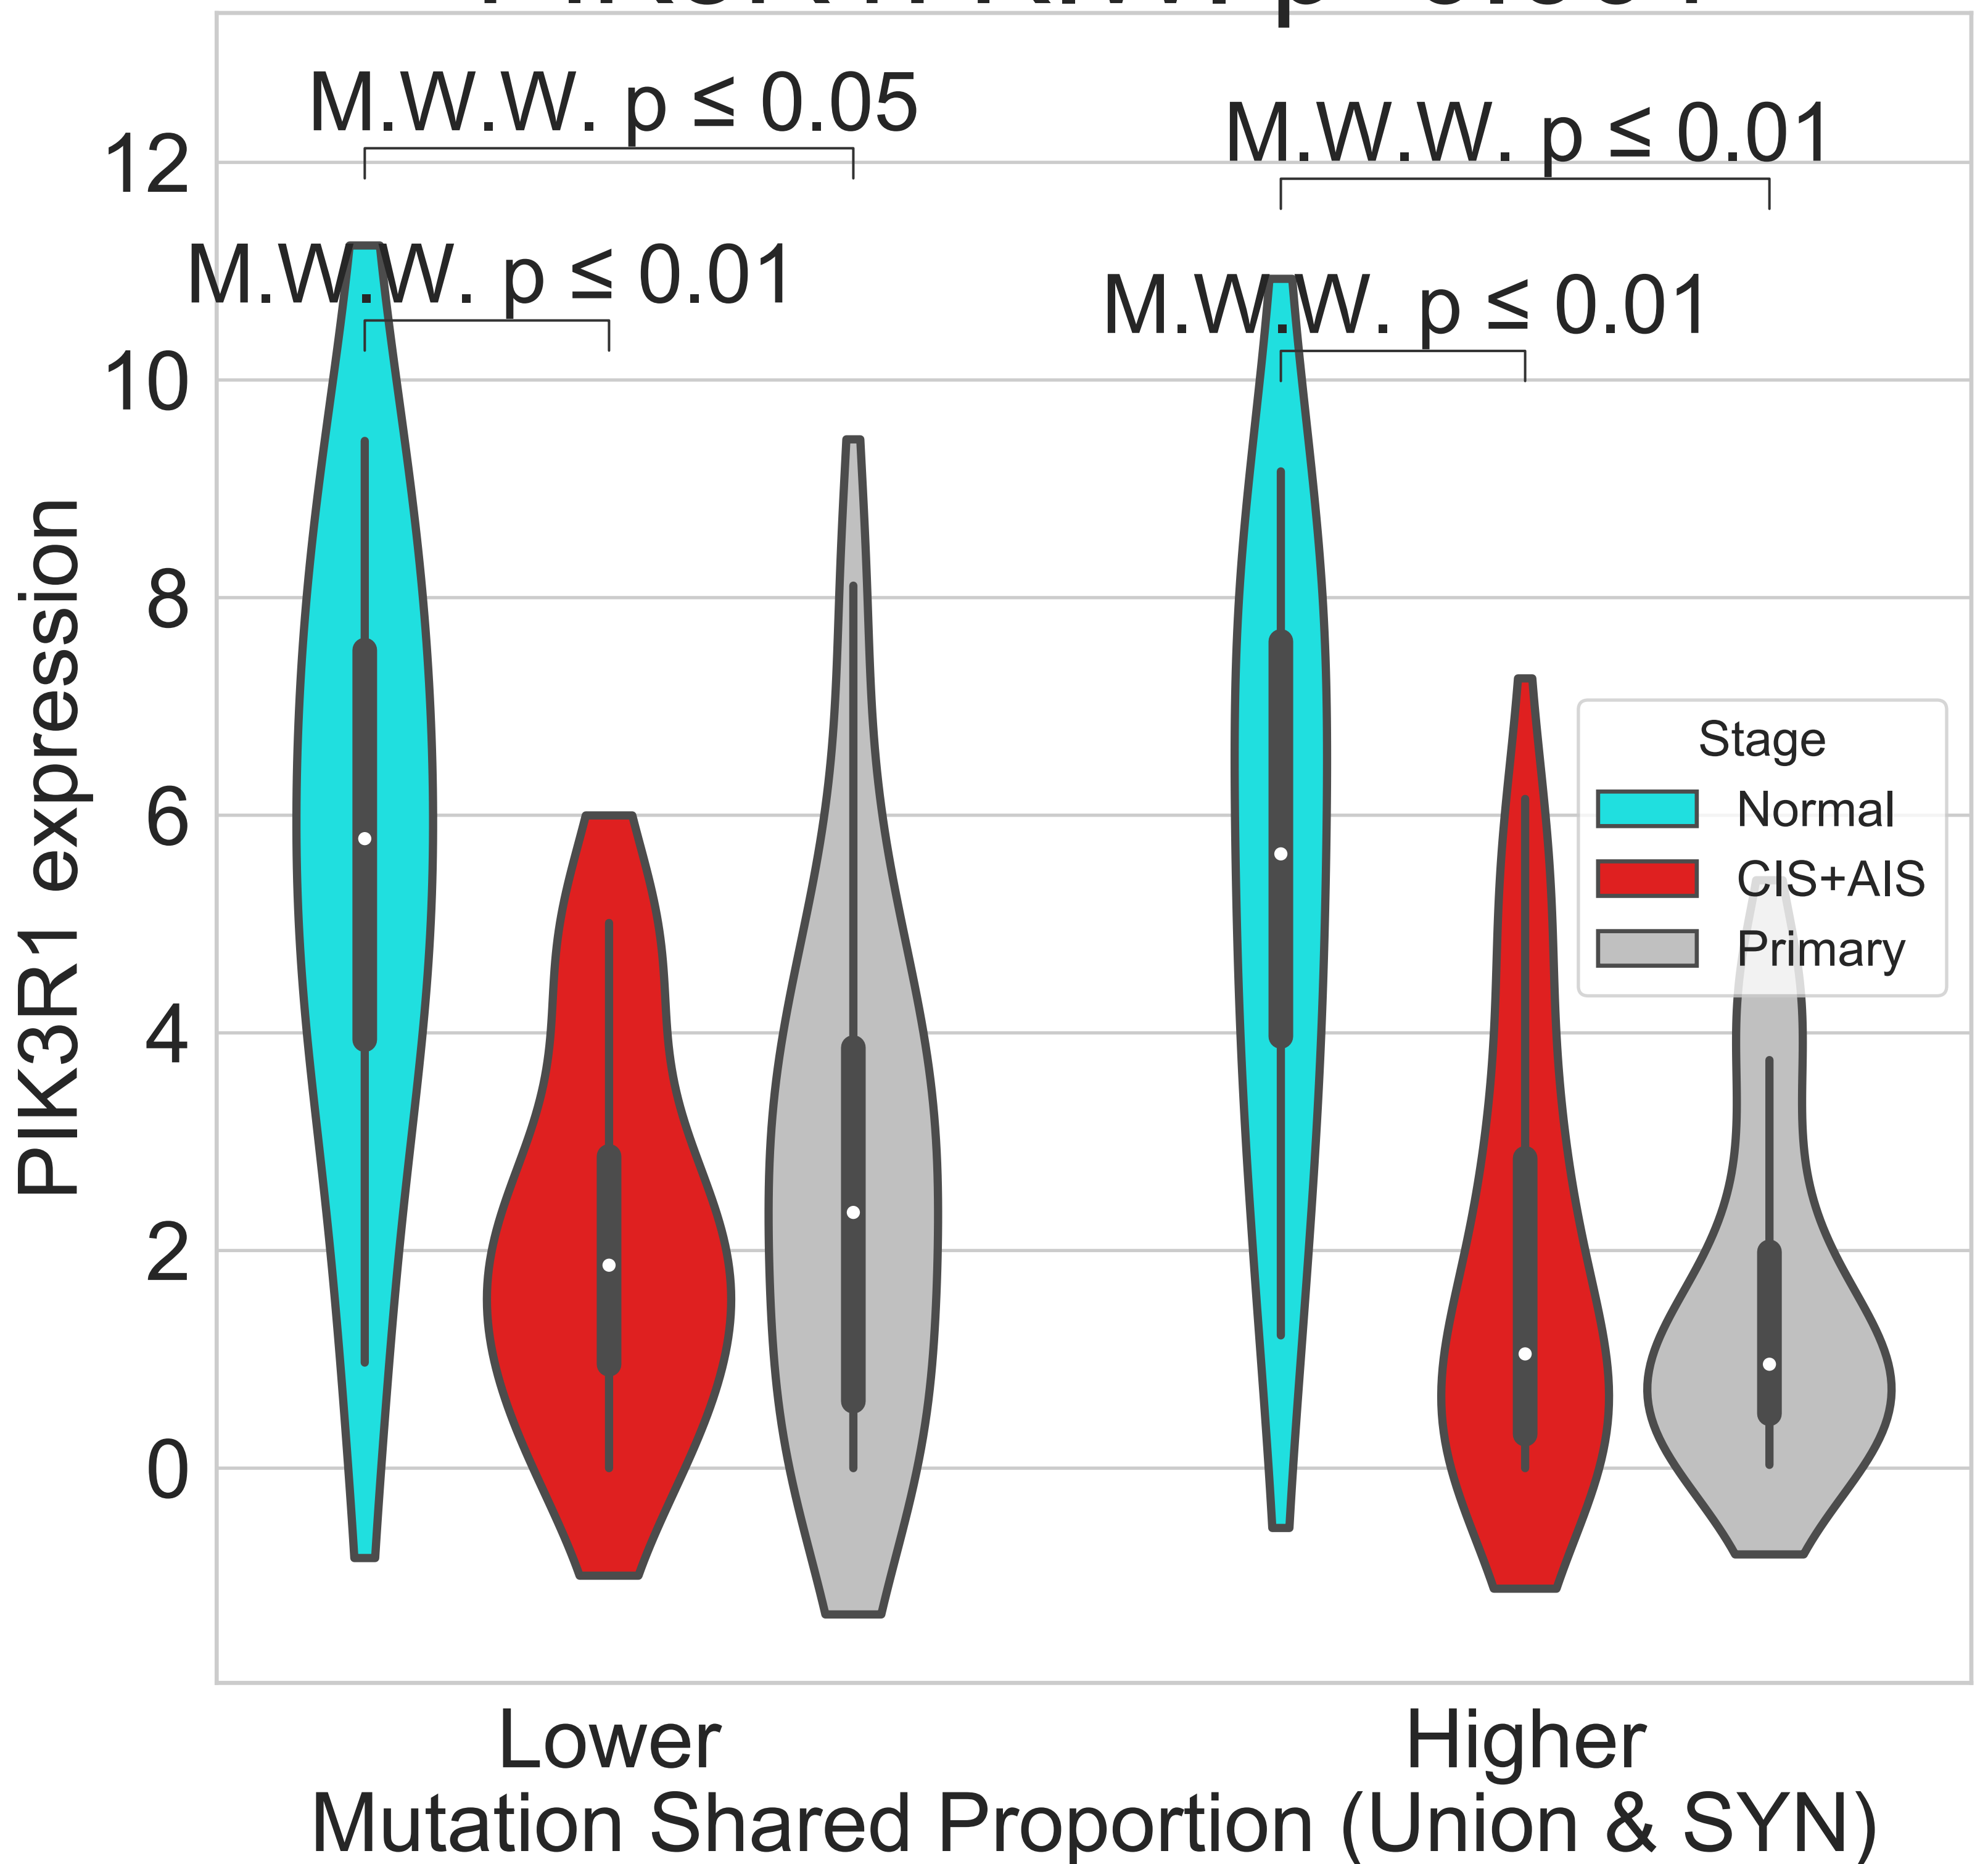 M.W.W. p ≤ 0.05
M.W.W. p ≤ 0.01
M.W.W. p ≤ 0.01
M.W.W. p ≤ 0.01
12
10
8
6
4
2
0
PIK3R1 expression
Stage
Normal
CIS+AIS
Primary
Lower
Higher
Mutation Shared Proportion (Union & SYN)